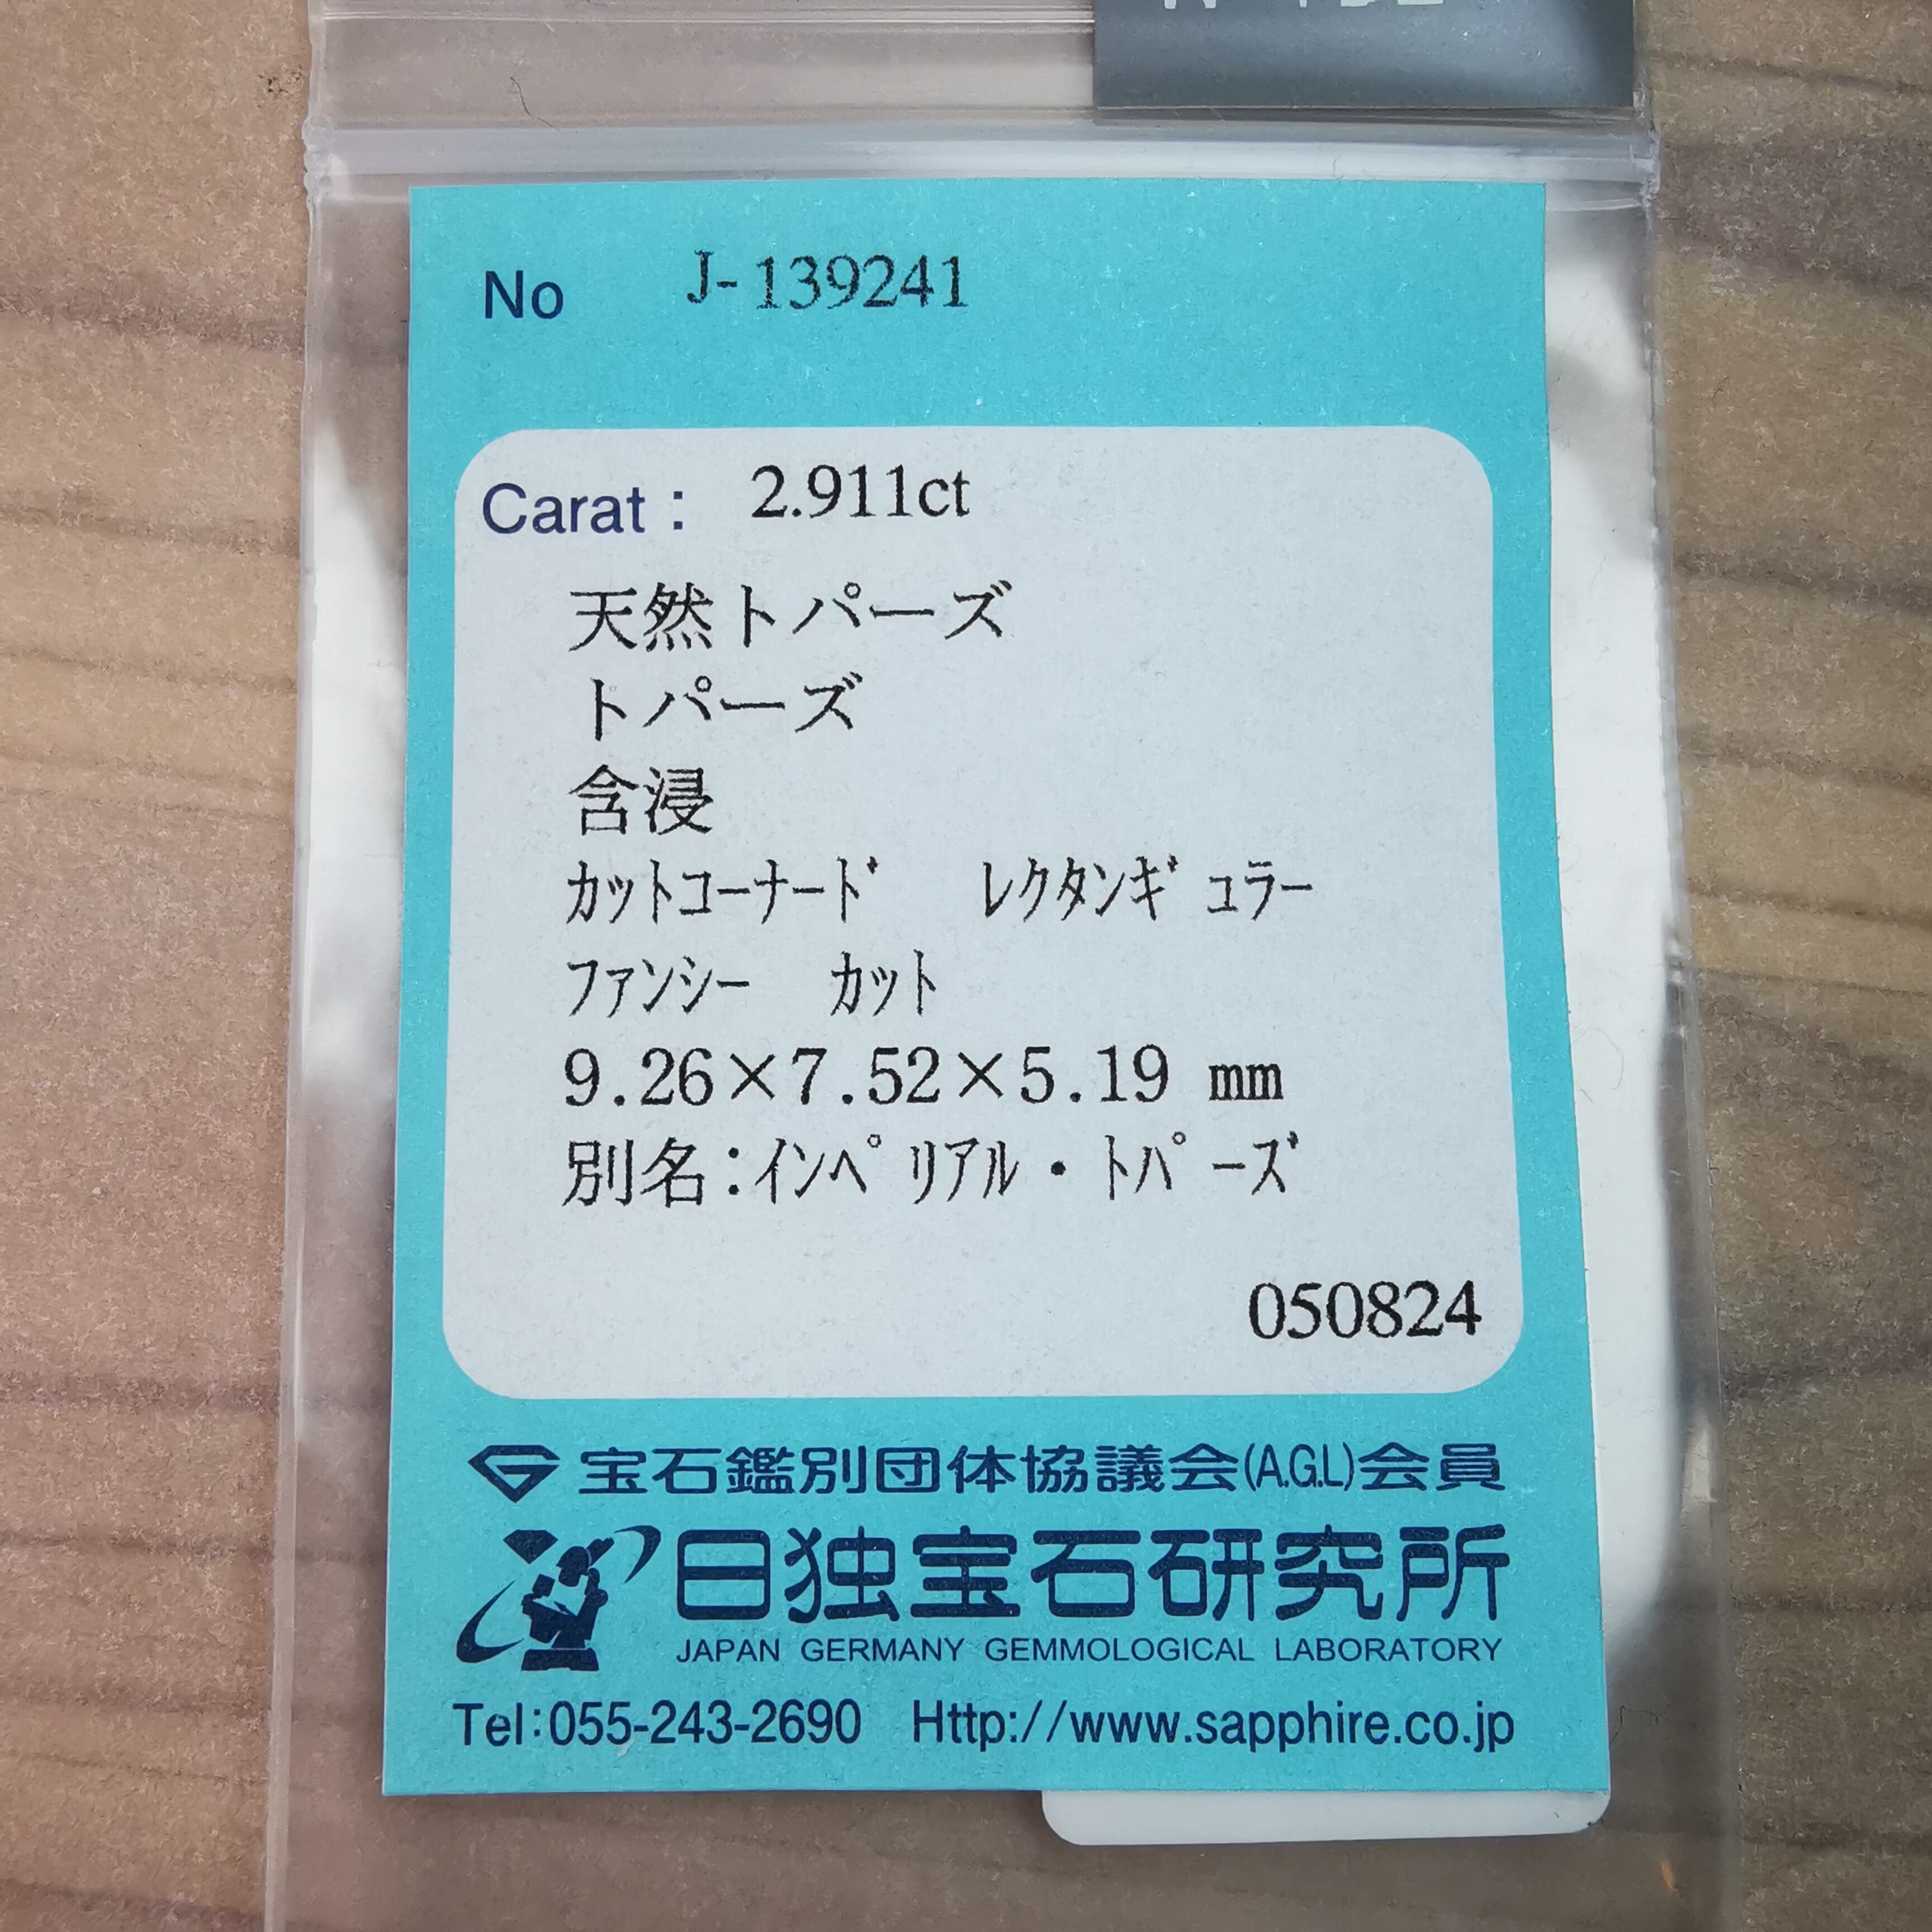 No J-139241
Carat : 2.911ct
天然トパーズ
トパーズ
含浸
ｶｯﾄｺｰﾅｰﾄﾞ ﾚｸﾀﾝｷﾞｭﾗｰ
ﾌｧﾝｼｰ ｶｯﾄ
9.26×7.52×5.19 mm
別名:ｲﾝﾍﾟﾘｱﾙ・ﾄﾊﾟｰｽﾞ
050824
宝石鑑別団体協議会(A.G.L)会員
日独宝石研究所
JAPAN GERMANY GEMMOLOGICAL LABORATORY
Tel:055-243-2690 Http://www.sapphire.co.jp